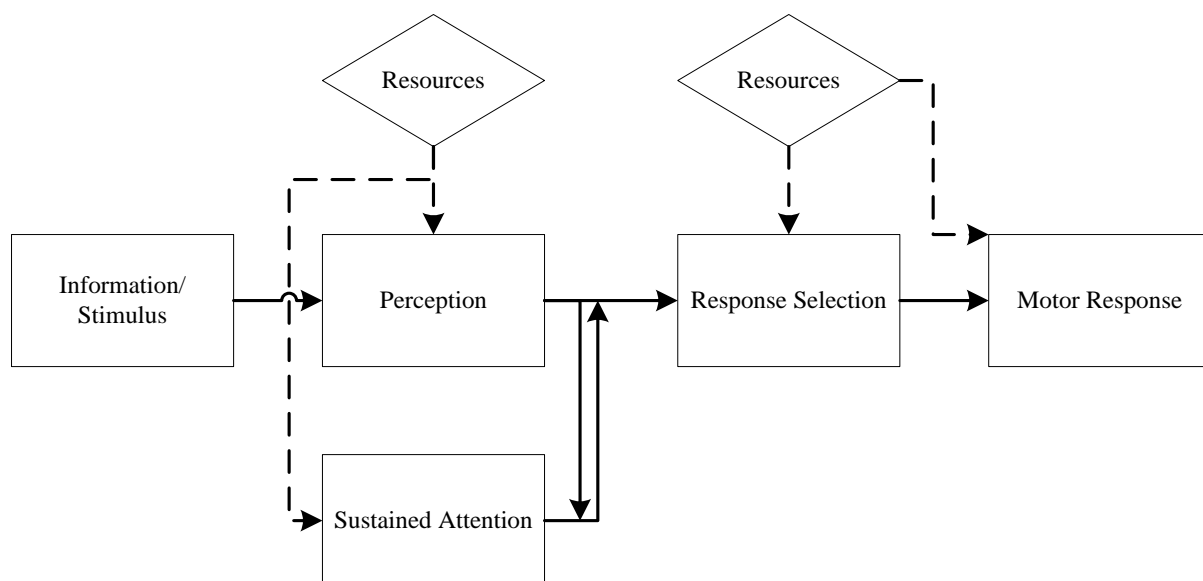 Resources
Resources
Information/
Stimulus
Perception
Response Selection
Motor Response
Sustained Attention